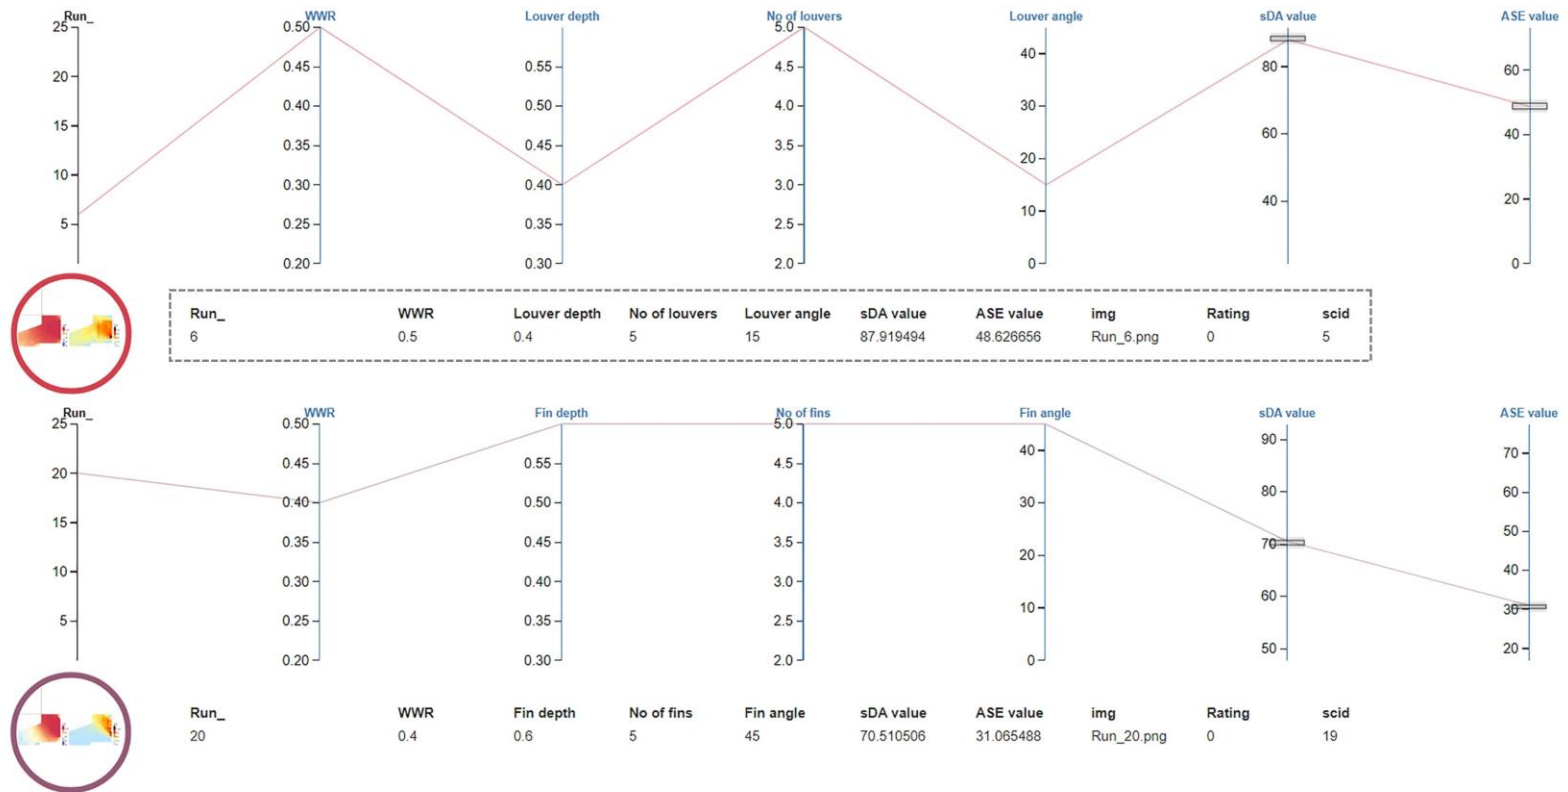 Run_ WWR Louver depth No of louvers Louver angle sDA value ASE value
25 0.50 5.0
0.55 4.5 40 60
20 0.45 80
0.40 0.50 4.0 30
15 60 40
0.35 0.45 3.5
20
10 0.30 0.40 3.0
40 20
10
5 0.25 0.35 2.5
0.20 0.30 2.0 0 0
Run_ WWR Louver depth No of louvers Louver angle sDA value ASE value img Rating scid
6 0.5 0.4 5 15 87.919494 48.626656 Run_6.png 0 5
Run_ WWR Fin depth No of fins Fin angle sDA value ASE value
25 0.50 5.0
90
40 70
20 0.45 0.55 4.5
80 60
0.40 0.50 4.0 30
15 50
0.35 0.45 3.5 70
20 40
10 0.30 0.40 3.0
60
10 30
5 0.25 0.35 2.5
50 20
0.20 0.30 2.0 0
Run_ WWR Fin depth No of fins Fin angle sDA value ASE value img Rating scid
20 0.4 0.6 5 45 70.510506 31.065488 Run_20.png 0 19